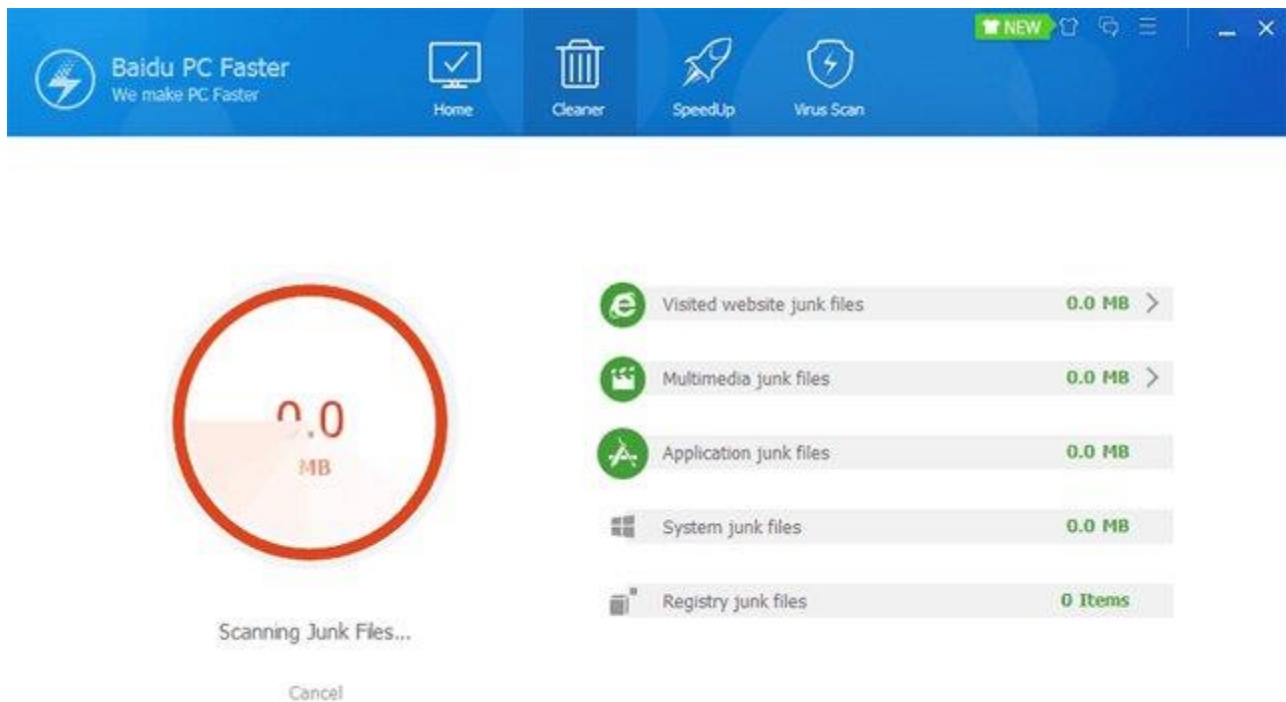 NEW
Baidu PC Faster
We make PC Faster
Home
Cleaner
SpeedUp
Virus Scan
Visited website junk files 0.0 MB
Multimedia junk files 0.0 MB
Application junk files 0.0 MB
System junk files 0.0 MB
Registry junk files 0 Items
0.0
MB
Scanning Junk Files...
Cancel